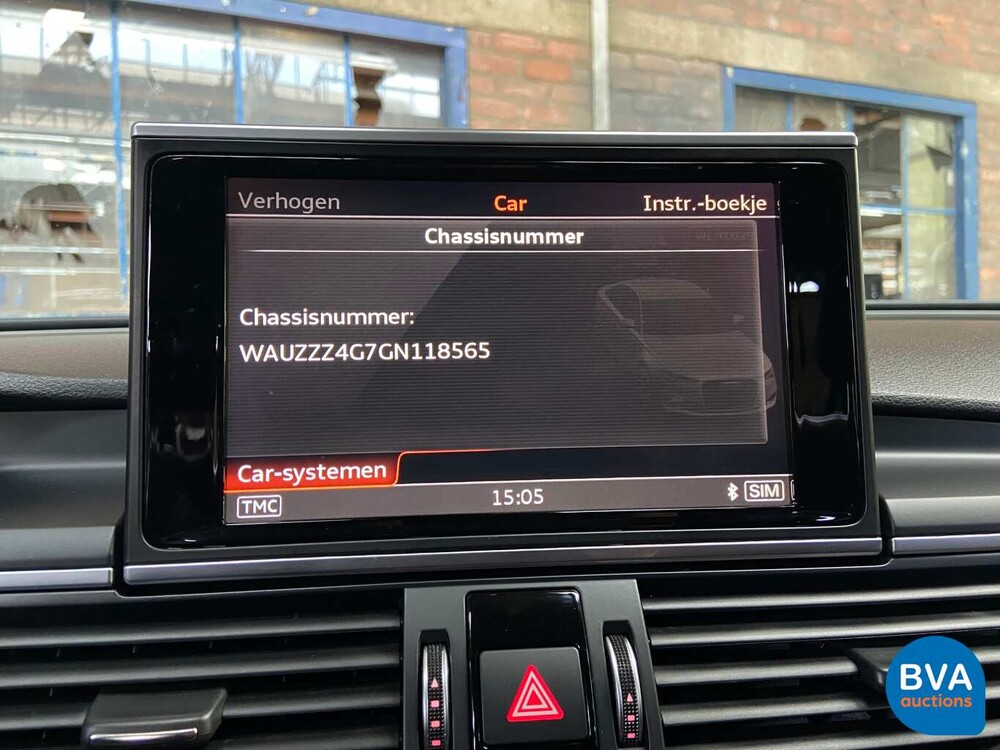 Verhogen Car Instr.-boekje
Chassisnummer
Chassisnummer:
WAUZZZ4G7GN118565
Car-systemen
TMC 15:05 SIM
BVA
auctions